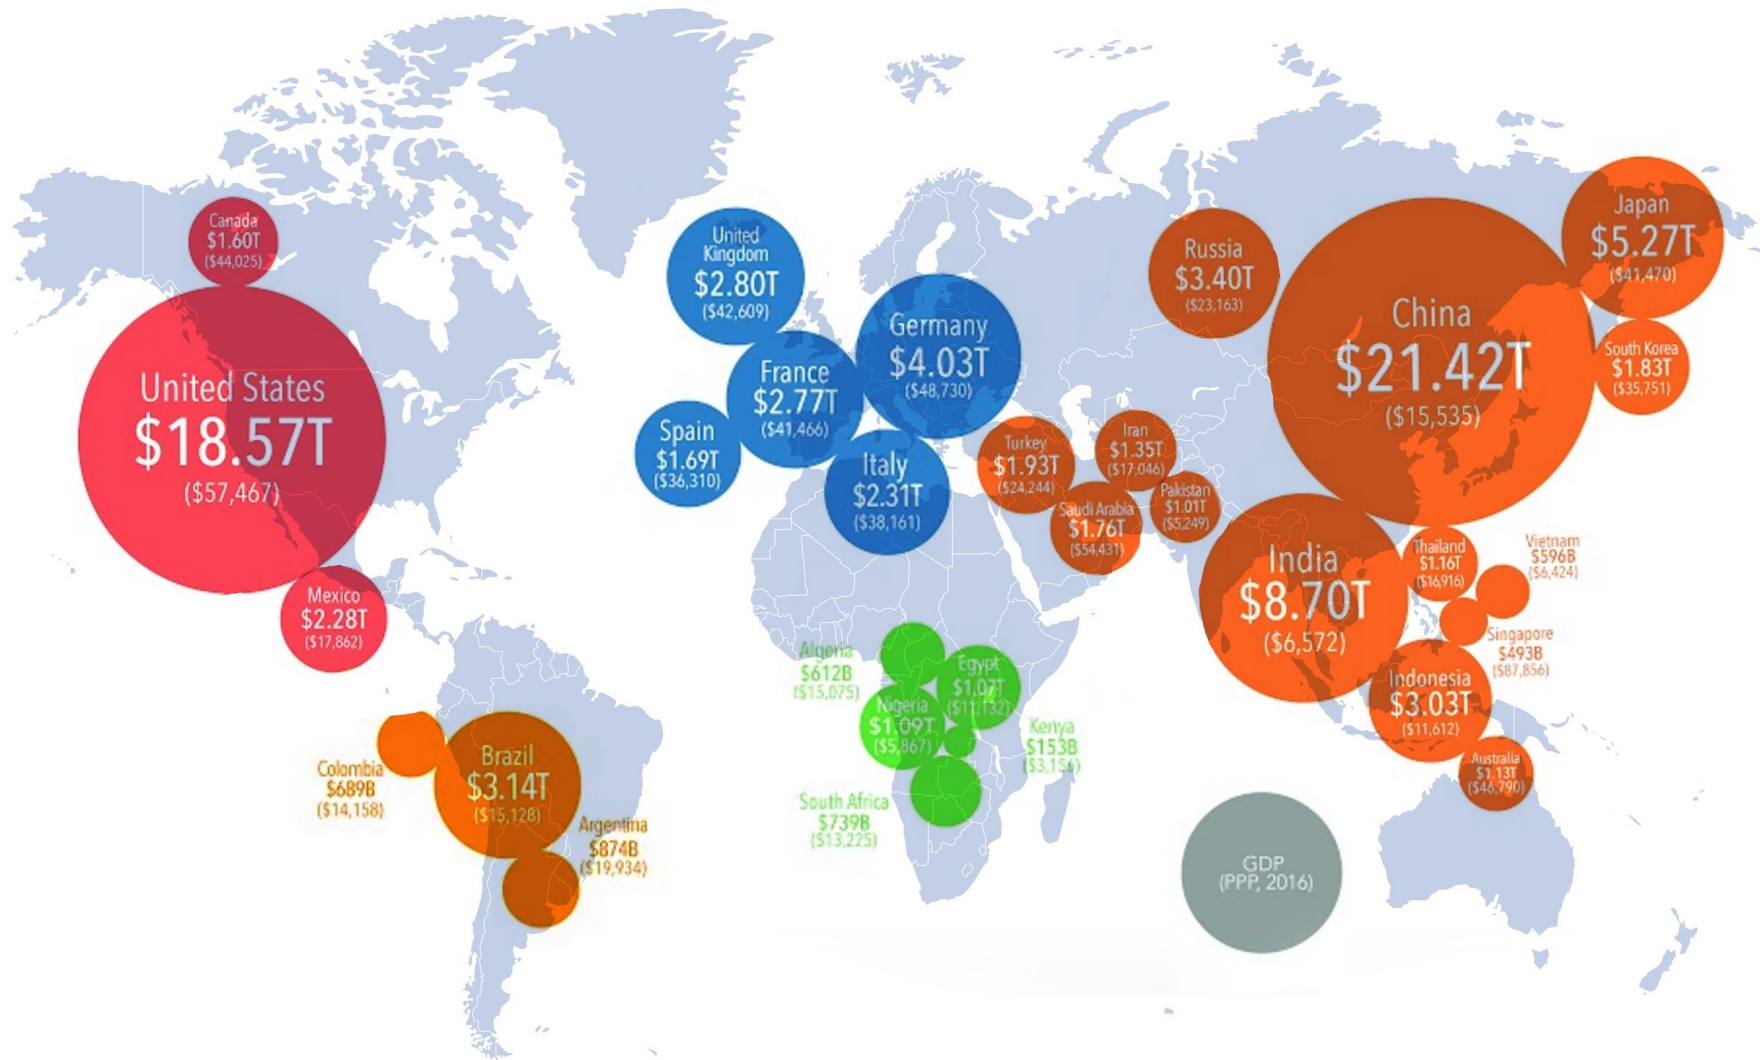 Canada
$1.60T
($44,025)
United States
$18.57T
($57,467)
Mexico
$2.28T
($17,862)
Colombia
$689B
($14,158)
Brazil
$3.14T
($15,128)
Argentina
$874B
($19,934)
United
Kingdom
$2.80T
($42,609)
France
$2.77T
($41,466)
Germany
$4.03T
($48,730)
Spain
$1.69T
($36,310)
Italy
$2.31T
($38,161)
Algeria
$612B
($15,075)
Egypt
$1.07T
($11,132)
Nigeria
$1.09T
($5,867)
Kenya
$153B
($3,156)
South Africa
$739B
($13,225)
Turkey
$1.93T
($24,244)
Iran
$1.35T
($17,046)
Saudi Arabia
$1.76T
($54,431)
Pakistan
$1.01T
($5,249)
Russia
$3.40T
($23,163)
China
$21.42T
($15,535)
Japan
$5.27T
($41,470)
South Korea
$1.83T
($35,751)
India
$8.70T
($6,572)
Thailand
$1.16T
($16,916)
Vietnam
$596B
($6,424)
Singapore
$493B
($87,856)
Indonesia
$3.03T
($11,612)
Australia
$1.13T
($46,790)
GDP
(PPP, 2016)